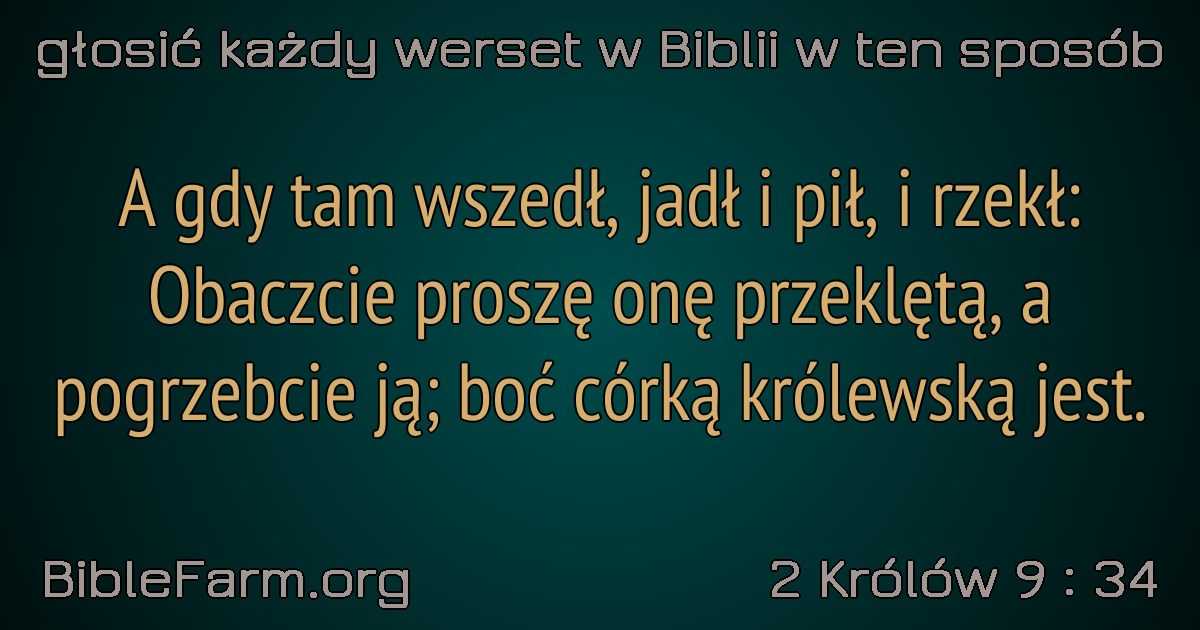 głosić każdy werset w Biblii w ten sposób
A gdy tam wszedł, jadł i pił, i rzekł:
Obaczcie proszę onę przeklętą, a
pogrzebcie ją; boć córką królewską jest.
BibleFarm.org
2 Królów 9 : 34